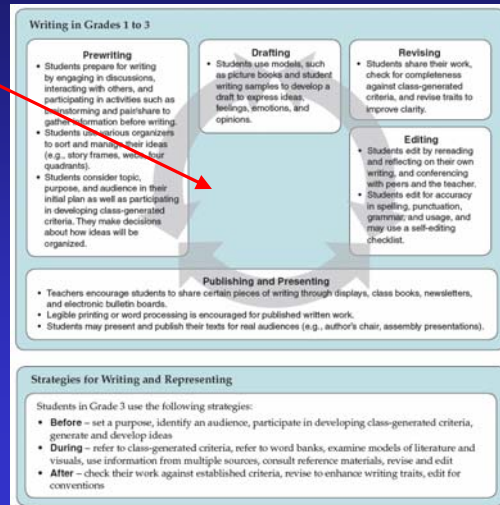 Writing in Grades 1 to 3
Prewriting
• Students prepare for writing
by engaging in discussions,
interacting with others, and
participating in activities such as
brainstorming and pair/share to
gather information before writing.
• Students use various organizers
to sort and manage their ideas
(e.g., story frames, webs, four
quadrants).
• Students consider topic,
purpose, and audience in their
initial plan as well as participating
in developing class-generated
criteria. They make decisions
about how ideas will be
organized.
Drafting
• Students use models, such
as picture books and student
writing samples to develop a
draft to express ideas,
feelings, emotions, and
opinions.
Revising
• Students share their work,
check for completeness
against class-generated
criteria, and revise traits to
improve clarity.
Editing
• Students edit by rereading
and reflecting on their own
writing, and conferencing
with peers and the teacher.
• Students edit for accuracy
in spelling, punctuation,
grammar, and usage, and
may use a self-editing
checklist.
Publishing and Presenting
• Teachers encourage students to share certain pieces of writing through displays, class books, newsletters,
and electronic bulletin boards.
• Legible printing or word processing is encouraged for published written work.
• Students may present and publish their texts for real audiences (e.g., author's chair, assembly presentations).
Strategies for Writing and Representing
Students in Grade 3 use the following strategies:
• Before – set a purpose, identify an audience, participate in developing class-generated criteria,
generate and develop ideas
• During – refer to class-generated criteria, refer to word banks, examine models of literature and
visuals, use information from multiple sources, consult reference materials, revise and edit
• After – check their work against established criteria, revise to enhance writing traits, edit for
conventions